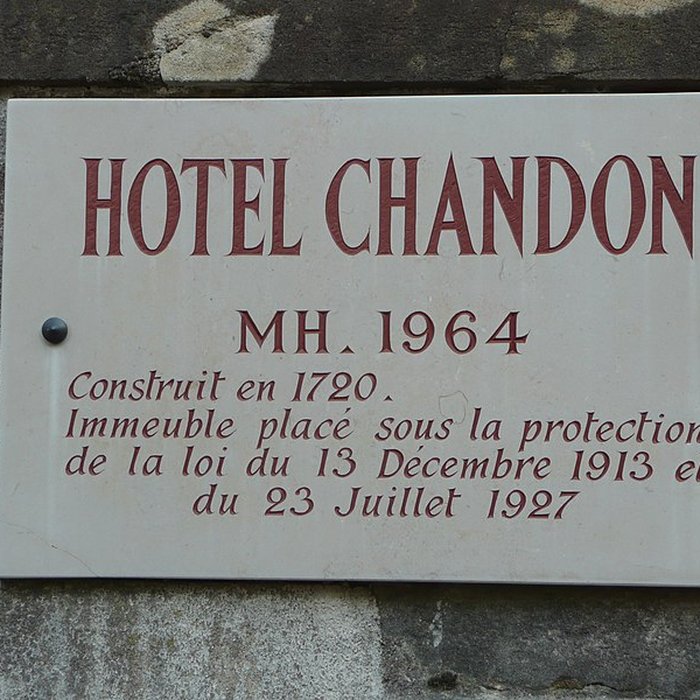 HOTEL CHANDON
MH. 1964
Construit en 1720.
Immeuble placé sous la protection
de la loi du 13 Décembre 1913 et
du 23 Juillet 1927